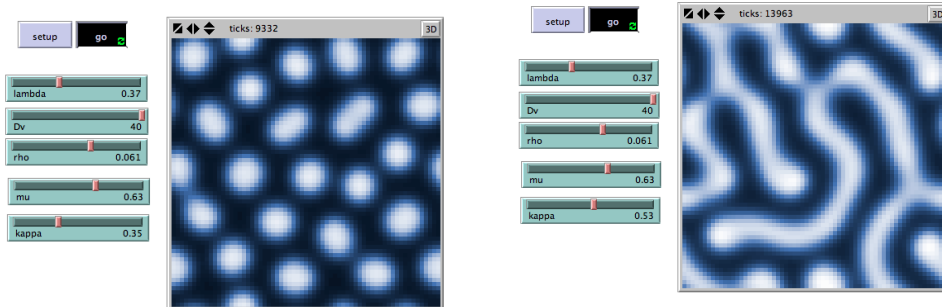 setup
go
ticks: 9332
3D
lambda 0.37
Dv 40
rho 0.061
mu 0.63
kappa 0.35
setup
go
ticks: 13963
3D
lambda 0.37
Dv 40
rho 0.061
mu 0.63
kappa 0.53